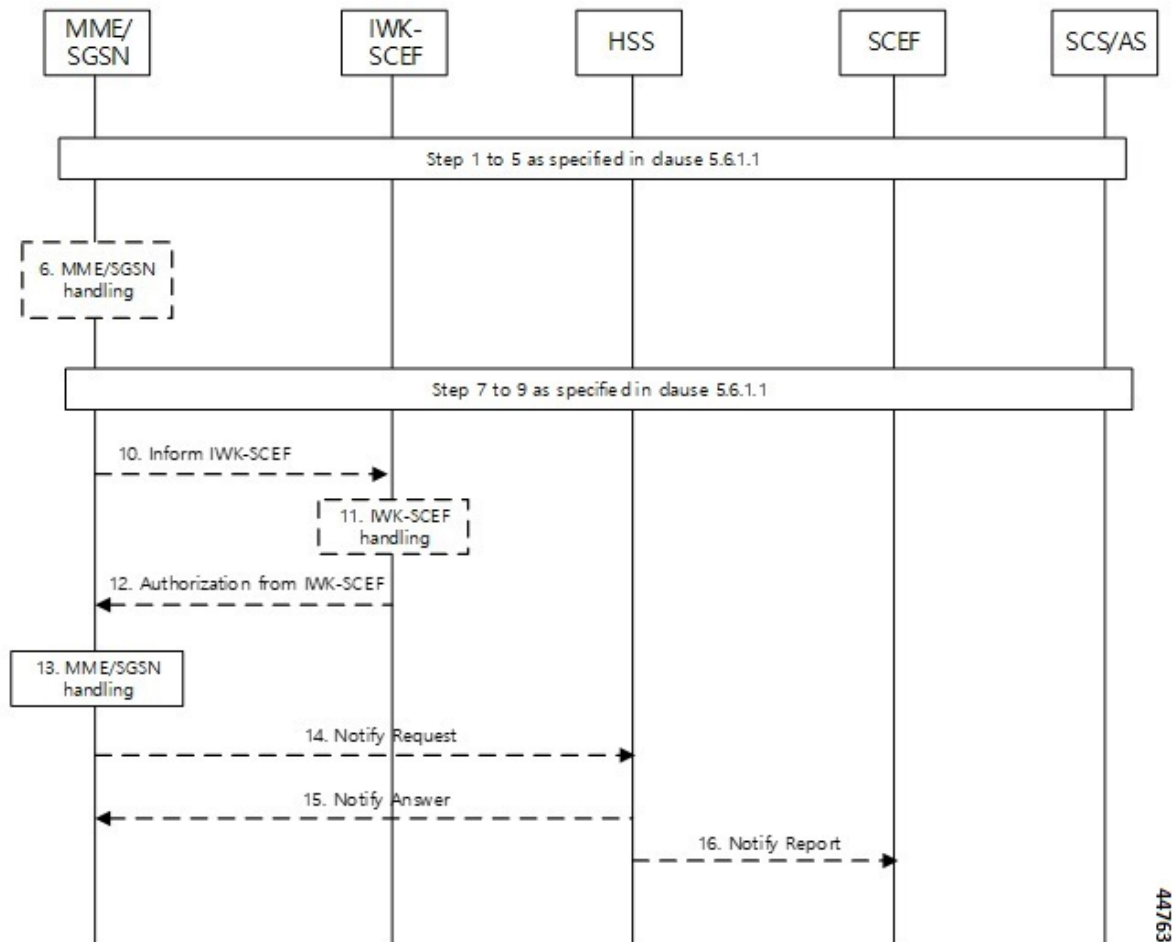 MME/
SGSN
IWK-
SCEF
HSS
SCEF
SCS/AS
Step 1 to 5 as specified in clause 5.6.1.1
6. MME/SGSN
handling
Step 7 to 9 as specified in clause 5.6.1.1
10. Inform IWK-SCEF
11. IWK-SCEF
handling
12. Authorization from IWK-SCEF
13. MME/SGSN
handling
14. Notify Request
15. Notify Answer
16. Notify Report
44763